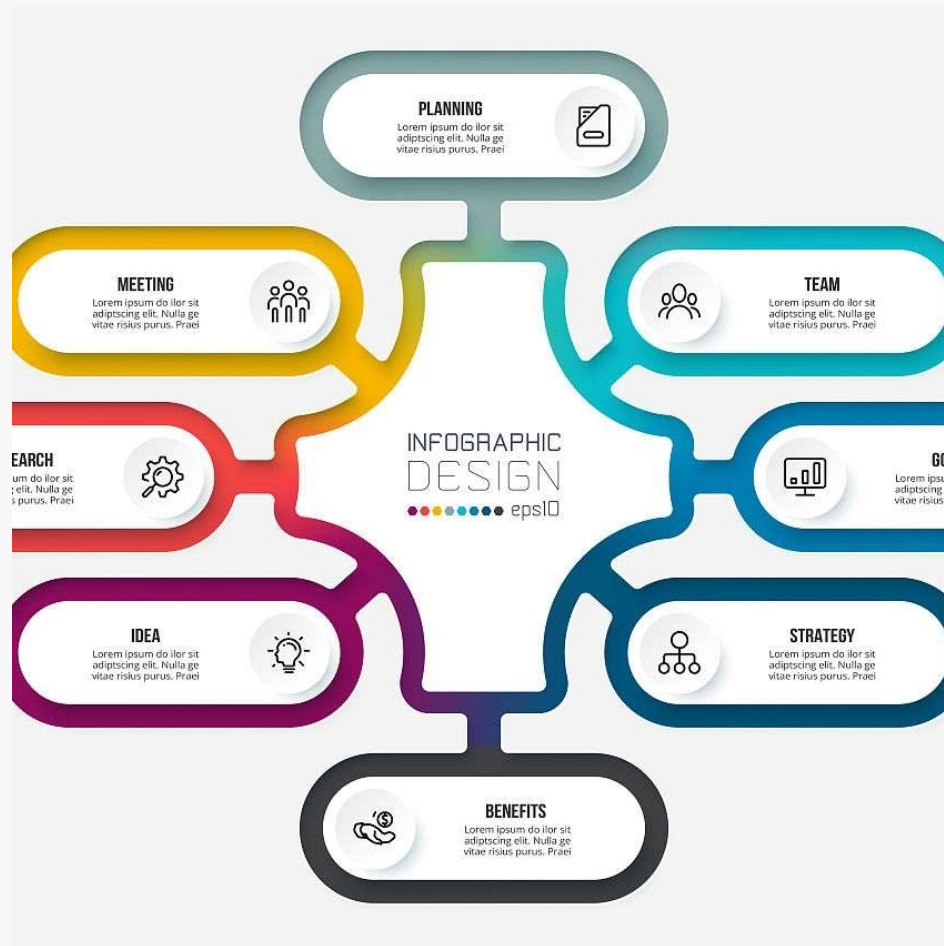 PLANNING
Lorem ipsum do ilor sit
adiptscing elit. Nulla ge
vitae risius purus. Praei
MEETING
Lorem ipsum do ilor sit
adiptscing elit. Nulla ge
vitae risius purus. Praei
TEAM
Lorem ipsum do ilor sit
adiptscing elit. Nulla ge
vitae risius purus. Praei
EARCH
um do ilor sit
elit. Nulla ge
purus. Praei
INFOGRAPHIC
DESIGN
eps10
GO
Lorem ipsu
adiptscing
vitae risius
IDEA
Lorem ipsum do ilor sit
adiptscing elit. Nulla ge
vitae risius purus. Praei
STRATEGY
Lorem ipsum do ilor sit
adiptscing elit. Nulla ge
vitae risius purus. Praei
BENEFITS
Lorem ipsum do ilor sit
adiptscing elit. Nulla ge
vitae risius purus. Praei